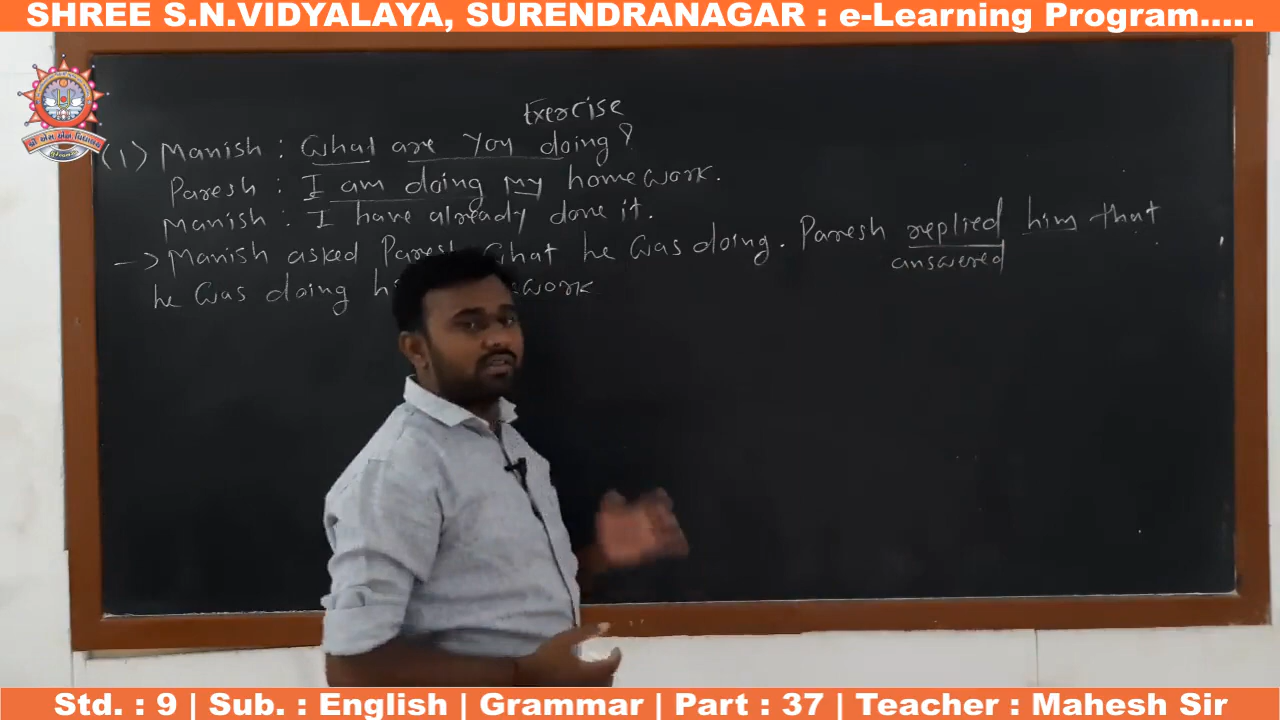 SHREE S.N.VIDYALAYA, SURENDRANAGAR : e-Learning Program.....
Exercise
(1) Manish : What are you doing?
Paresh : I am doing my homework.
Manish : I have already done it.
→ Manish asked Paresh what he was doing. Paresh replied him that
answered
he was doing work
Std. : 9 | Sub. : English | Grammar | Part : 37 | Teacher : Mahesh Sir